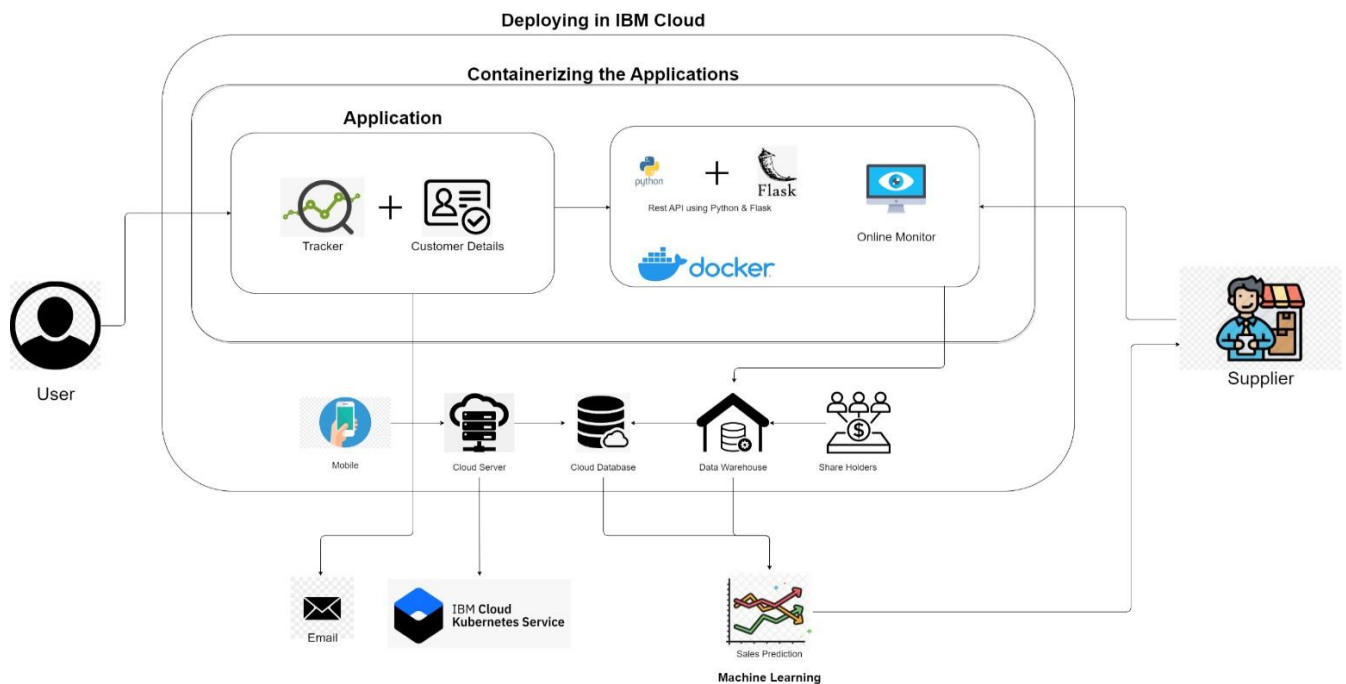 Deploying in IBM Cloud
Containerizing the Applications
Application
Tracker
Customer Details
python
Flask
Rest API using Python & Flask
Online Monitor
docker
User
Supplier
Mobile
Cloud Server
Cloud Database
Data Warehouse
Share Holders
Email
IBM Cloud
Kubernetes Service
Sales Prediction
Machine Learning